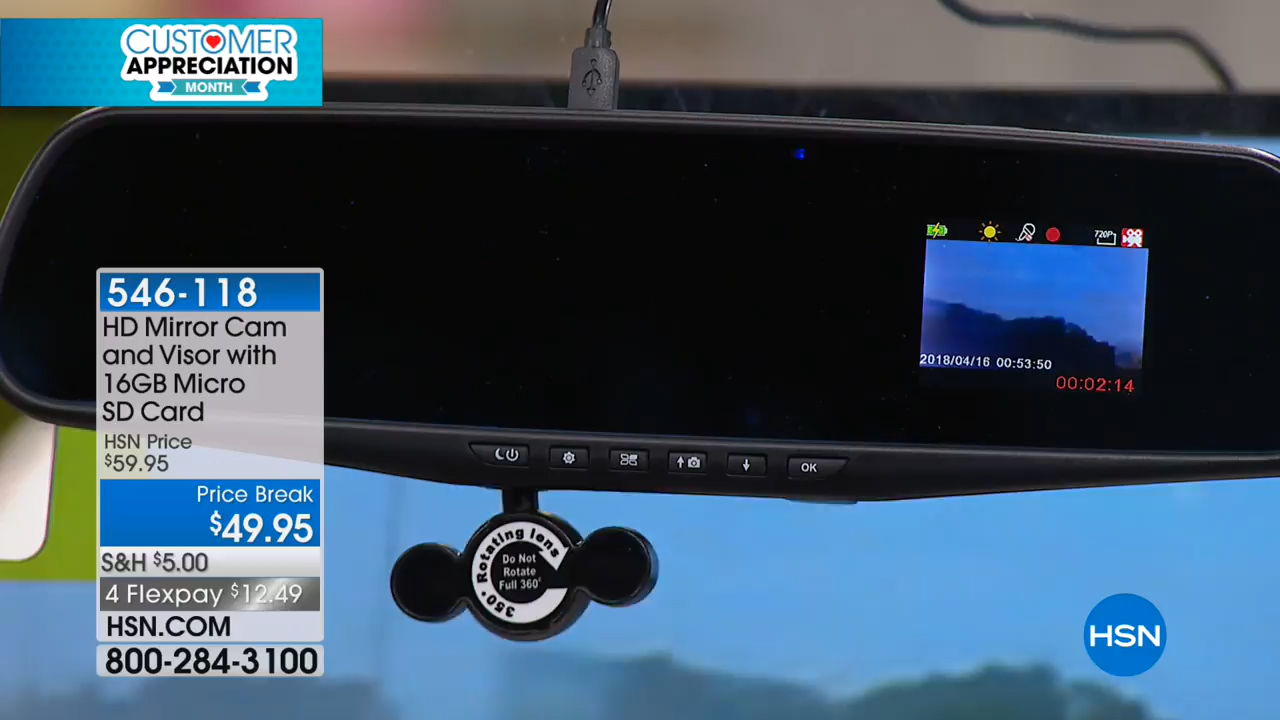 CUSTOMER
APPRECIATION
MONTH
720P
2018/04/16 00:53:50
00:02:14
546-118
HD Mirror Cam
and Visor with
16GB Micro
SD Card
HSN Price
$59.95
Price Break
$49.95
S&H $5.00
4 Flexpay $12.49
HSN.COM
800-284-3100
OK
Rotating lens
Do Not
Rotate
Full 360°
350°
HSN